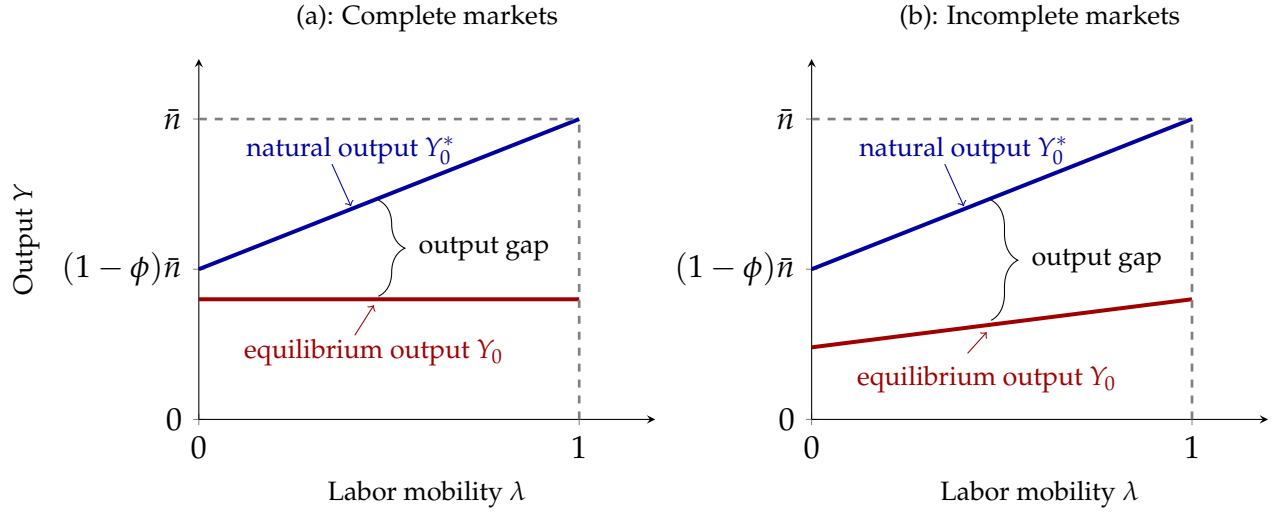 (a): Complete markets
n̄
natural output Y₀*
output gap
(1 − ϕ)n̄
equilibrium output Y₀
0
0
1
Labor mobility λ
Output Y
(b): Incomplete markets
n̄
natural output Y₀*
output gap
(1 − ϕ)n̄
equilibrium output Y₀
0
0
1
Labor mobility λ